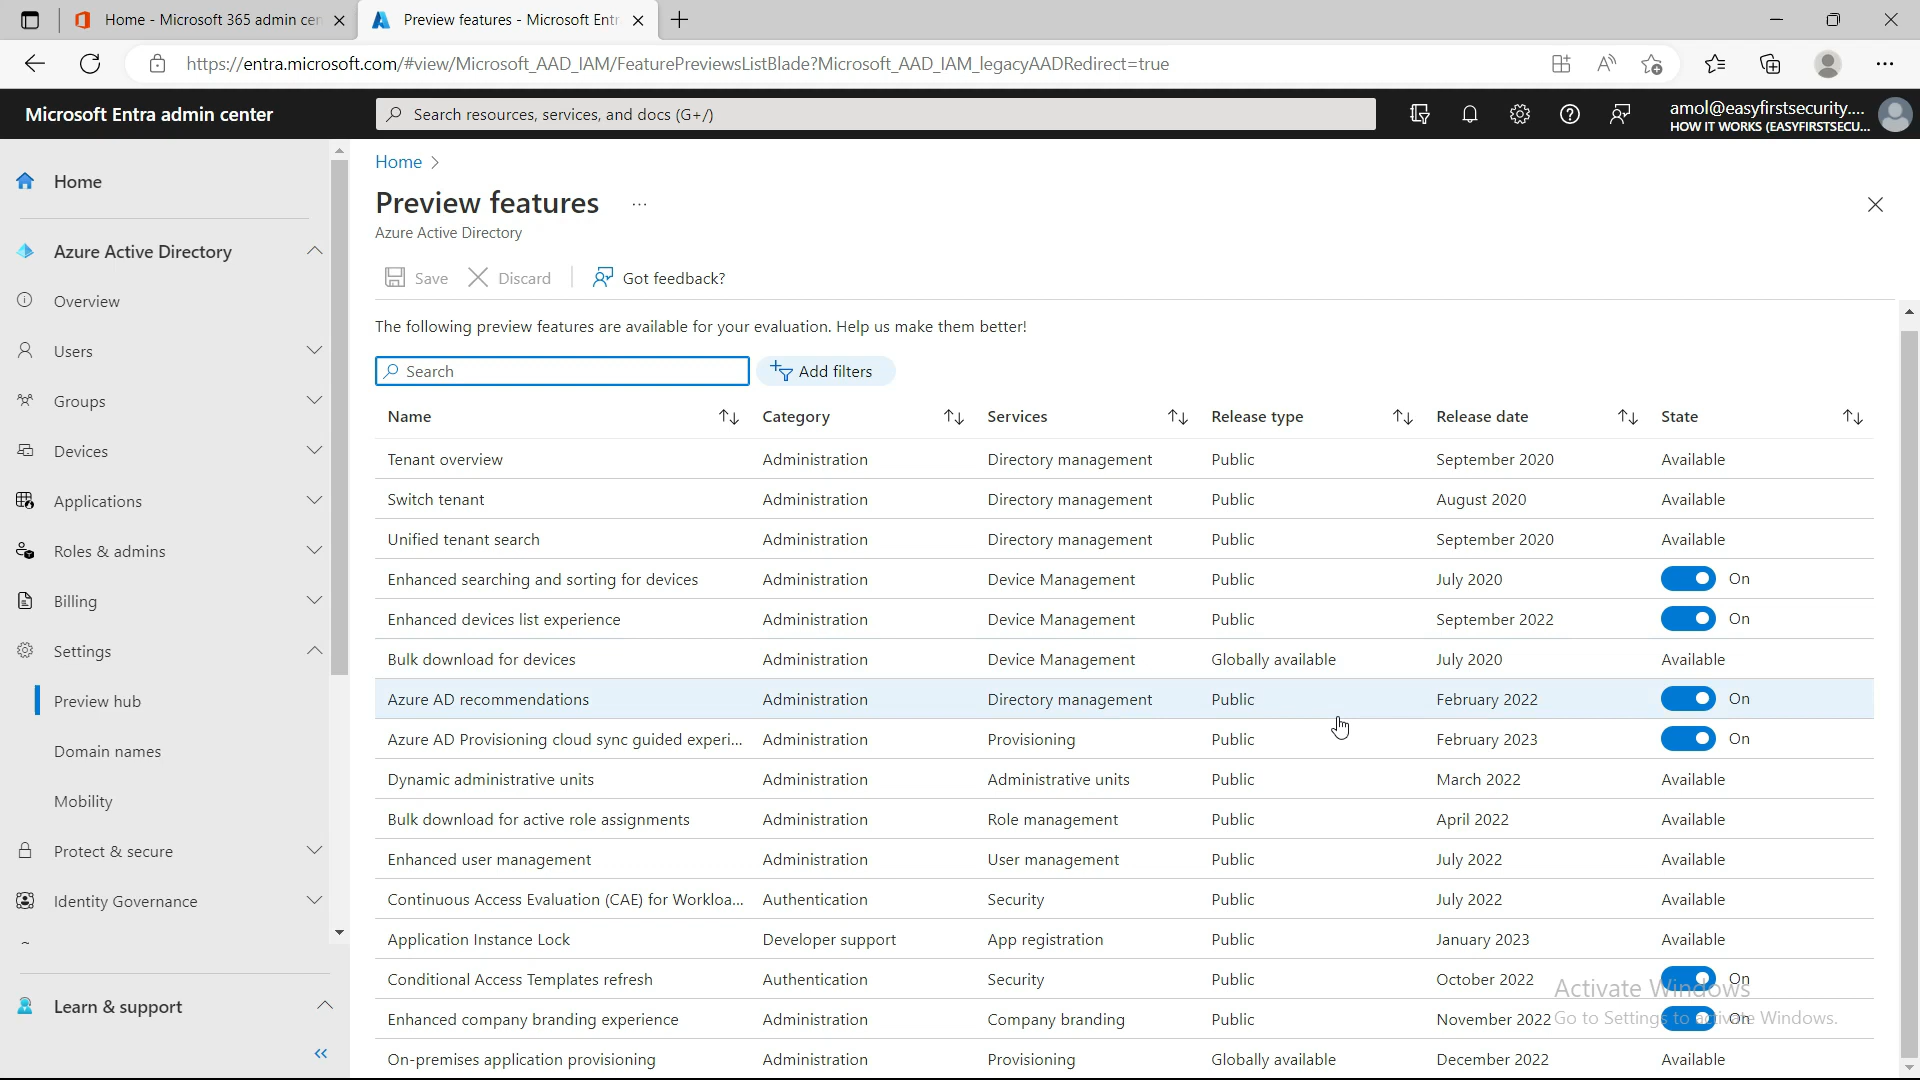 Home - Microsoft 365 admin cen
Preview features - Microsoft Entr
https://entra.microsoft.com/#view/Microsoft_AAD_IAM/FeaturePreviewsListBlade?Microsoft_AAD_IAM_legacyAADRedirect=true
Microsoft Entra admin center
Search resources, services, and docs (G+/)
amol@easyfirstsecurity....
HOW IT WORKS (EASYFIRSTSECU...
Home
Azure Active Directory
Overview
Users
Groups
Devices
Applications
Roles & admins
Billing
Settings
Preview hub
Domain names
Mobility
Protect & secure
Identity Governance
Learn & support
Home >
Preview features ...
Azure Active Directory
Save Discard Got feedback?
The following preview features are available for your evaluation. Help us make them better!
Search Add filters
Name Category Services Release type Release date State
Tenant overview Administration Directory management Public September 2020 Available
Switch tenant Administration Directory management Public August 2020 Available
Unified tenant search Administration Directory management Public September 2020 Available
Enhanced searching and sorting for devices Administration Device Management Public July 2020 On
Enhanced devices list experience Administration Device Management Public September 2022 On
Bulk download for devices Administration Device Management Globally available July 2020 Available
Azure AD recommendations Administration Directory management Public February 2022 On
Azure AD Provisioning cloud sync guided experi... Administration Provisioning Public February 2023 On
Dynamic administrative units Administration Administrative units Public March 2022 Available
Bulk download for active role assignments Administration Role management Public April 2022 Available
Enhanced user management Administration User management Public July 2022 Available
Continuous Access Evaluation (CAE) for Workloa... Authentication Security Public July 2022 Available
Application Instance Lock Developer support App registration Public January 2023 Available
Conditional Access Templates refresh Authentication Security Public October 2022 On
Enhanced company branding experience Administration Company branding Public November 2022 On
On-premises application provisioning Administration Provisioning Globally available December 2022 Available
Activate Windows
Go to Settings to activate Windows.